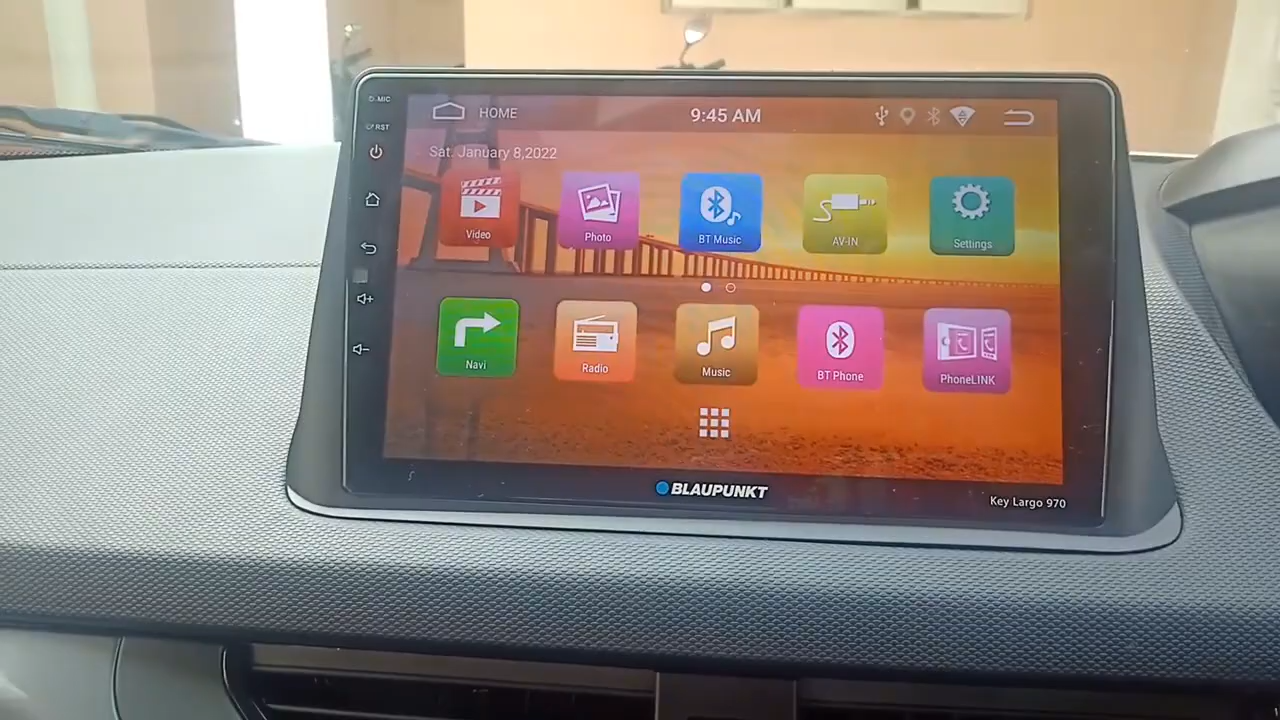 MIC
HOME
9:45 AM
RST
Sat. January 8,2022
Video
Photo
BT Music
AV-IN
Settings
Navi
Radio
Music
BT Phone
PhoneLINK
BLAUPUNKT
Key Largo 970